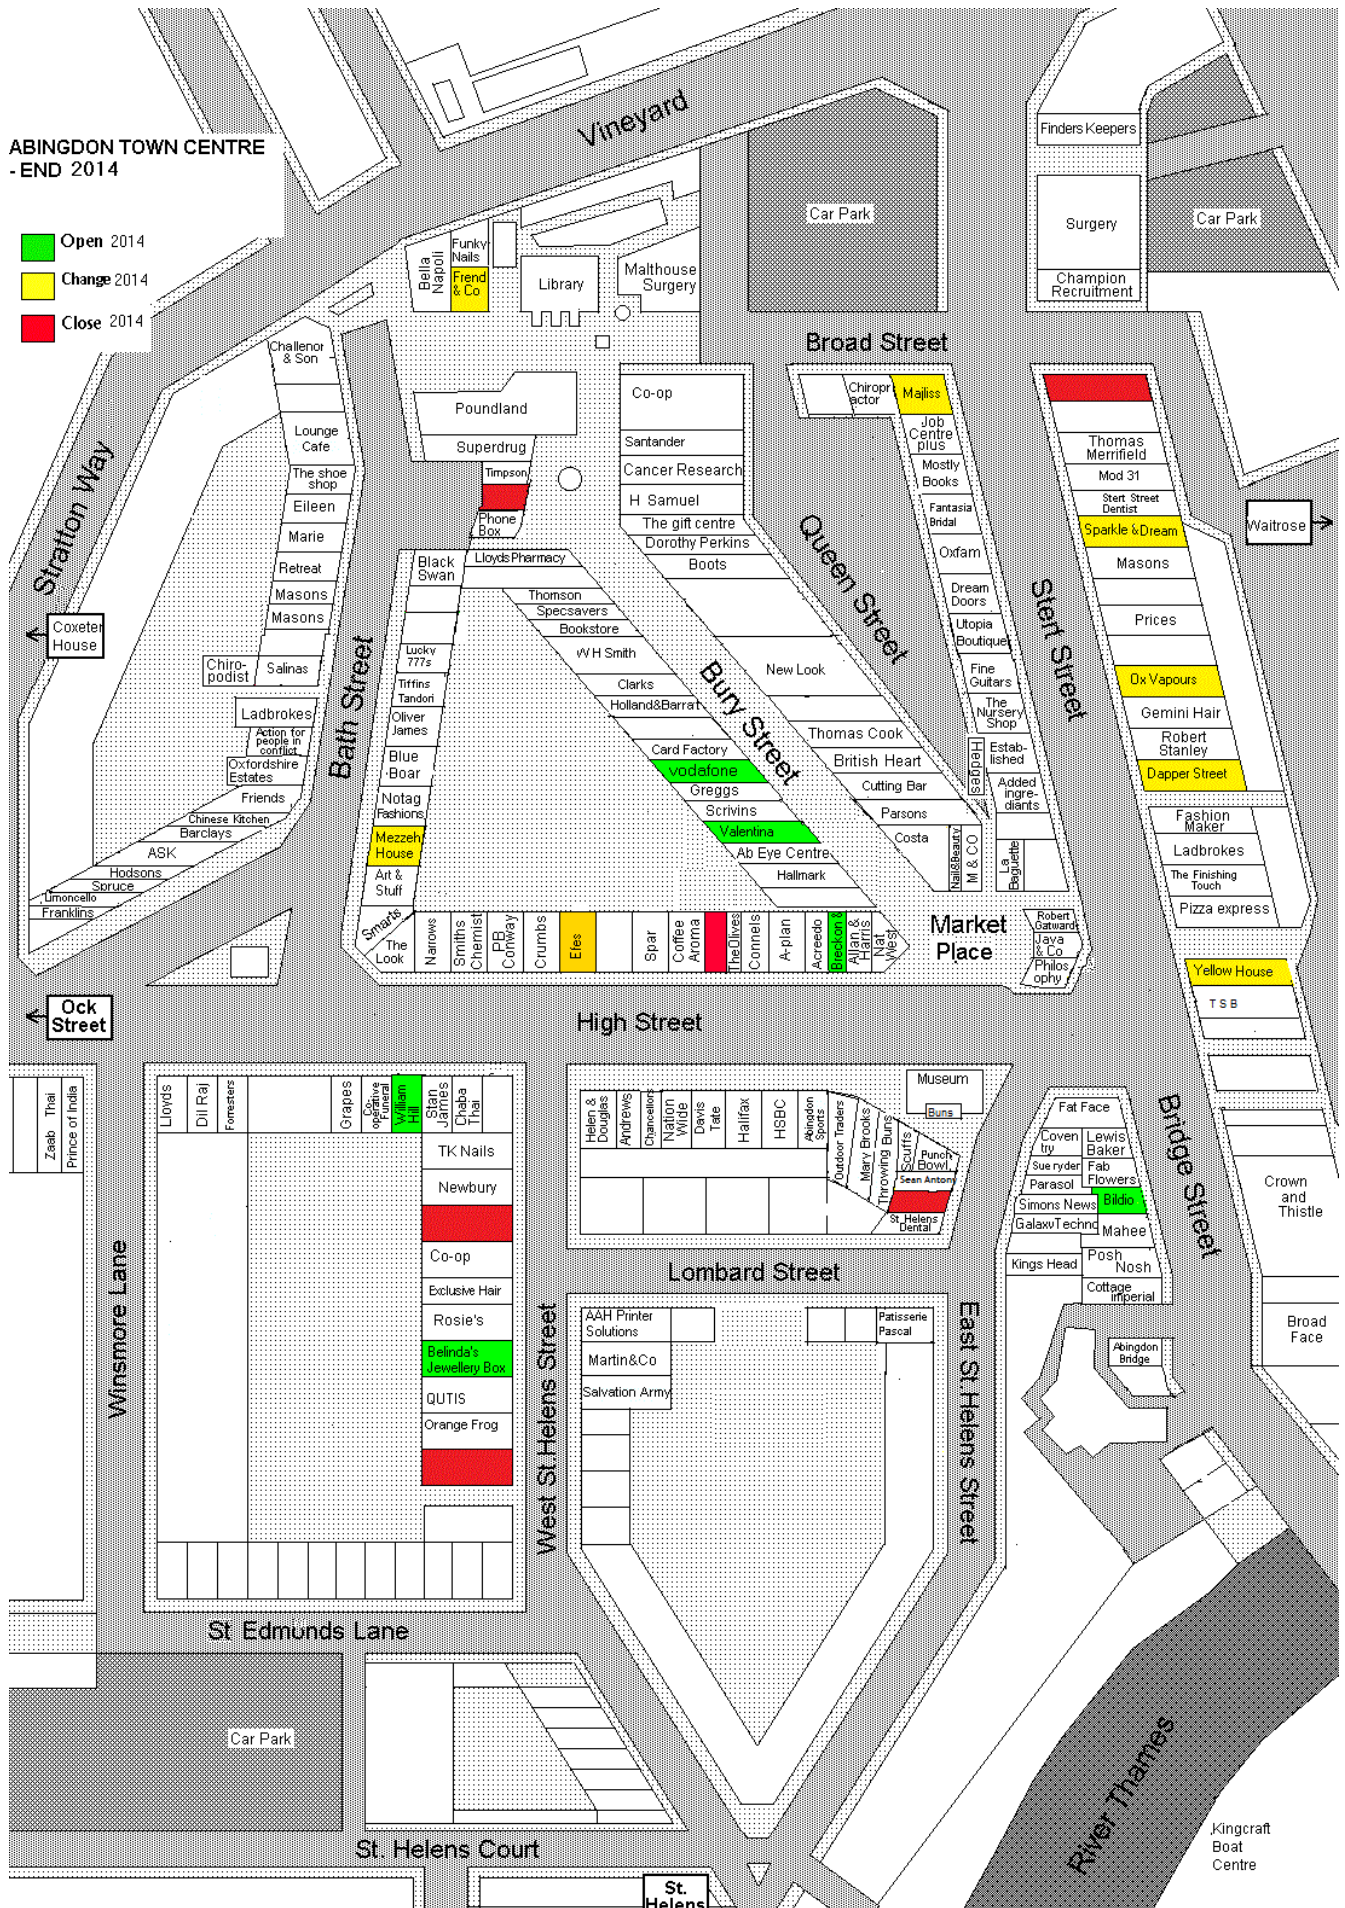 Vineyard
ABINGDON TOWN CENTRE
- END 2014
Open 2014
Change 2014
Close 2014
Finders Keepers
Car Park
Car Park
Surgery
Champion
Recruitment
Bella
Napoli
Funky
Nails
Frend
& Co
Library
Malthouse
Surgery
Broad Street
Challenor
& Son
Lounge
Cafe
The shoe
shop
Eileen
Marie
Retreat
Masons
Masons
Salinas
Chiro-
podist
Ladbrokes
Action for
people in
conflict
Oxfordshire
Estates
Friends
Chinese Kitchen
Barclays
ASK
Hodsons
Spruce
Limoncello
Franklins
Stratton Way
Coxeter
House
Bath Street
Poundland
Superdrug
Timpson
Phone
Box
Black
Swan
Lucky
777s
Tiffins
Tandori
Oliver
James
Blue
Boar
Notag
Fashions
Mezzeh
House
Art &
Stuff
Smarts
The
Look
Lloyds Pharmacy
Thomson
Specsavers
Bookstore
W H Smith
Clarks
Holland&Barrat
Card Factory
vodafone
Greggs
Scrivins
Valentina
Ab Eye Centre
Hallmark
Bury Street
Co-op
Santander
Cancer Research
H Samuel
The gift centre
Dorothy Perkins
Boots
New Look
Thomas Cook
British Heart
Cutting Bar
Parsons
Costa
Nail&Beauty
M & CO
Hedges
Queen Street
Chiropr
actor
Majliss
Job
Centre
plus
Mostly
Books
Fantasia
Bridal
Oxfam
Dream
Doors
Utopia
Boutique
Fine
Guitars
The
Nursery
Shop
Estab-
lished
Added
ingre-
dients
La
Baguette
Stert Street
Thomas
Merrifield
Mod 31
Stert Street
Dentist
Sparkle & Dream
Masons
Prices
Ox Vapours
Gemini Hair
Robert
Stanley
Dapper Street
Fashion
Maker
Ladbrokes
The Finishing
Touch
Pizza express
Waitrose
Yellow House
T S B
Market
Place
Robert
Gatward
Java
& Co
Philos
ophy
Narrows
Smiths
Chemist
PB
Conway
Crumbs
Efes
Spar
Coffee
Aroma
The Olives
Connels
A-plan
Acreedo
Breckon &
Allan &
Harris
Nat
West
Ock
Street
High Street
Zaab Thai
Prince of India
Lloyds
Dil Raj
Forresters
Grapes
Co-
operative
Funeral
William
Hill
Stan
James
Chaba
Thai
TK Nails
Newbury
Co-op
Exclusive Hair
Rosie's
Belinda's
Jewellery Box
QUTIS
Orange Frog
Winsmore Lane
West St.Helens Street
Helen &
Douglas
Andrews
Chancellors
Nation
Wide
Davis
Tate
Halifax
HSBC
Abingdon
Sports
Outdoor Traders
Mary Brooks
Throwing Buns
Scuffs
Punch
Bowl
Sean Antony
St.Helens
Dental
Museum
Buns
Lombard Street
Fat Face
Coven
try
Lewis
Baker
Sue ryder
Fab
Flowers
Parasol
Simons News
Bildio
Galaxy Techno
Mahee
Kings Head
Posh
Nosh
Cottage
imperial
Bridge Street
Crown
and
Thistle
Broad
Face
Abingdon
Bridge
AAH Printer
Solutions
Martin&Co
Salvation Army
Patisserie
Pascal
East St.Helens Street
St Edmunds Lane
Car Park
St. Helens Court
St.
Helens
River Thames
Kingcraft
Boat
Centre